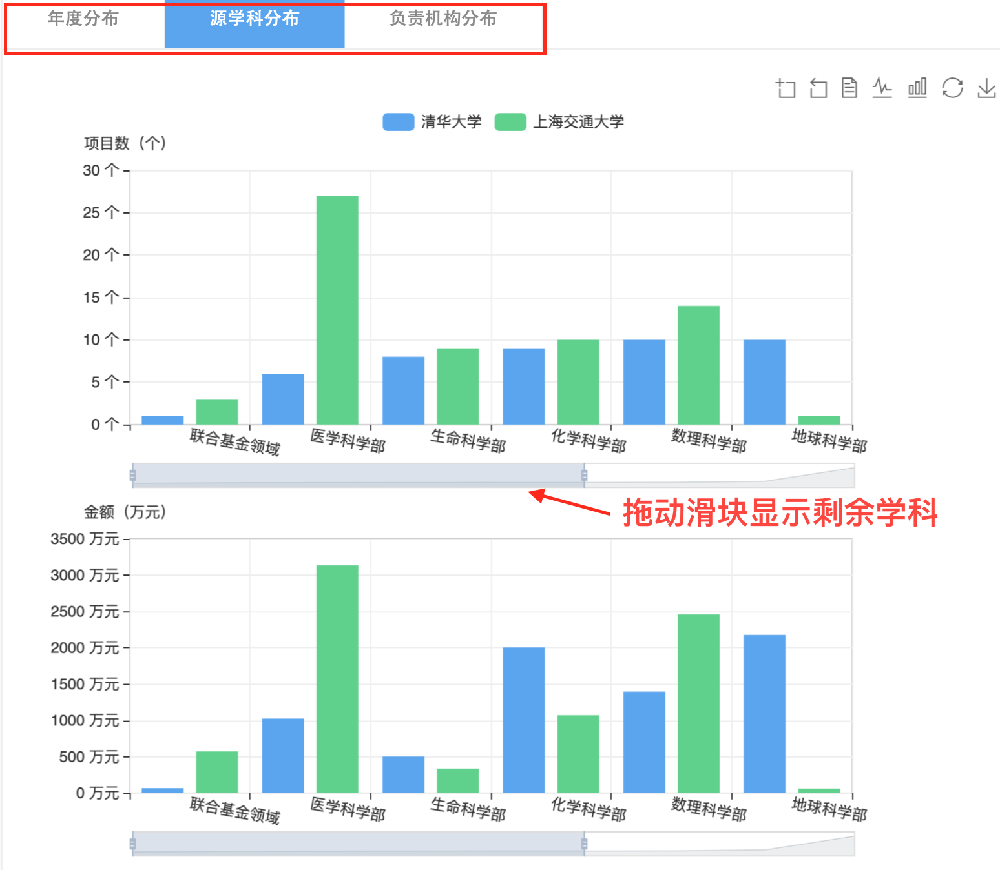 年度分布 源学科分布 负责机构分布
清华大学 上海交通大学
项目数（个）
30 个
25 个
20 个
15 个
10 个
5 个
0 个
联合基金领域 医学科学部 生命科学部 化学科学部 数理科学部 地球科学部
拖动滑块显示剩余学科
金额（万元）
3500 万元
3000 万元
2500 万元
2000 万元
1500 万元
1000 万元
500 万元
0 万元
联合基金领域 医学科学部 生命科学部 化学科学部 数理科学部 地球科学部